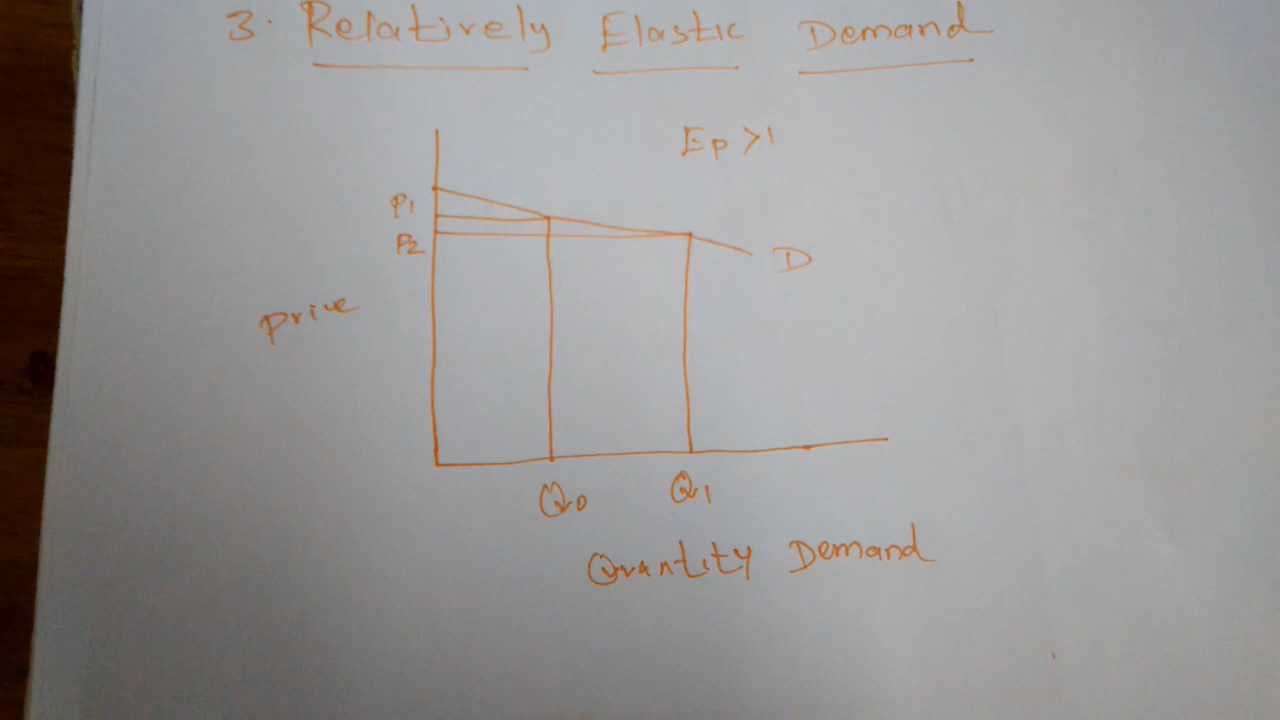 3. Relatively Elastic Demand
Ep >1
P1
P2
D
Price
Q0 Q1
Quantity Demand